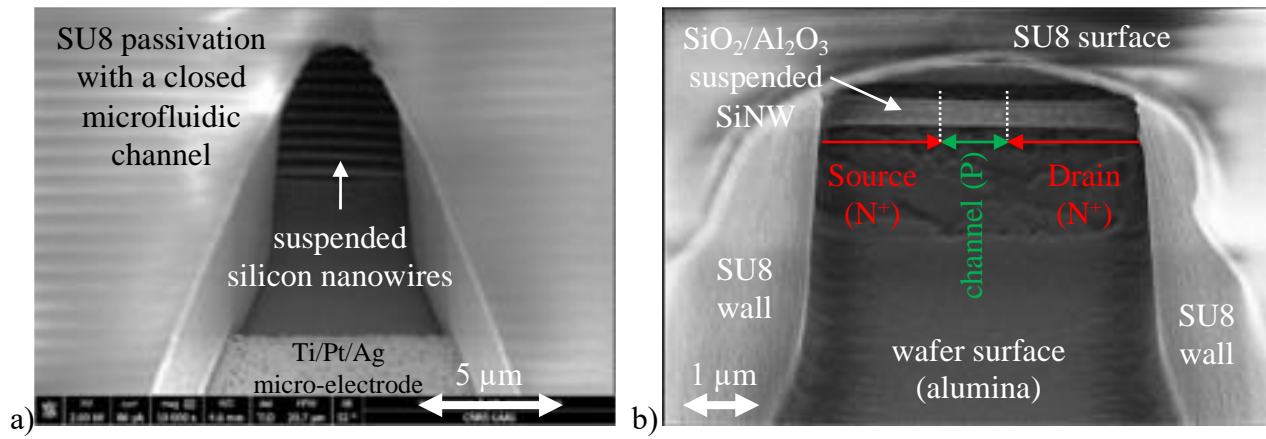 SU8 passivation
with a closed
microfluidic
channel
suspended
silicon nanowires
Ti/Pt/Ag
micro-electrode
5 µm
a)
SiO₂/Al₂O₃
suspended
SiNW
SU8 surface
Source
(N⁺)
channel (P)
Drain
(N⁺)
SU8
wall
SU8
wall
wafer surface
(alumina)
1 µm
b)